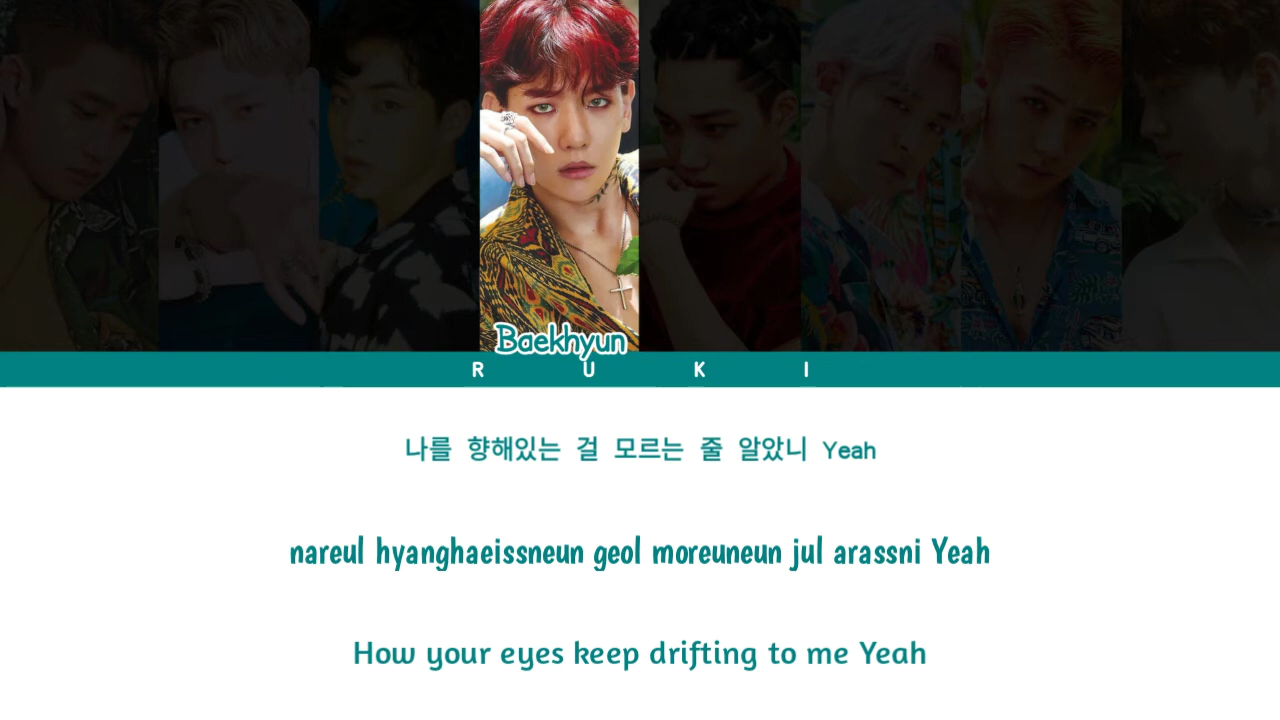 Baekhyun
R U K I
나를 향해있는 걸 모르는 줄 알았니 Yeah
nareul hyanghaeissneun geol moreuneun jul arassni Yeah
How your eyes keep drifting to me Yeah